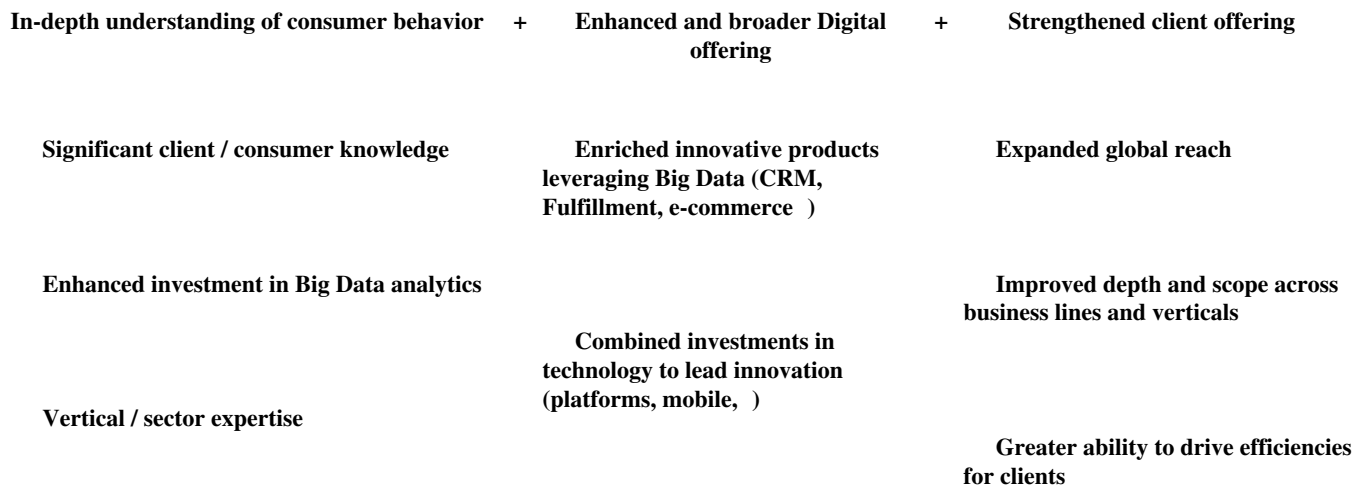 In-depth understanding of consumer behavior + Enhanced and broader Digital + Strengthened client offering
offering
Significant client / consumer knowledge
Enriched innovative products
leveraging Big Data (CRM,
Fulfillment, e-commerce )
Expanded global reach
Enhanced investment in Big Data analytics
Combined investments in
technology to lead innovation
(platforms, mobile, )
Improved depth and scope across
business lines and verticals
Vertical / sector expertise
Greater ability to drive efficiencies
for clients